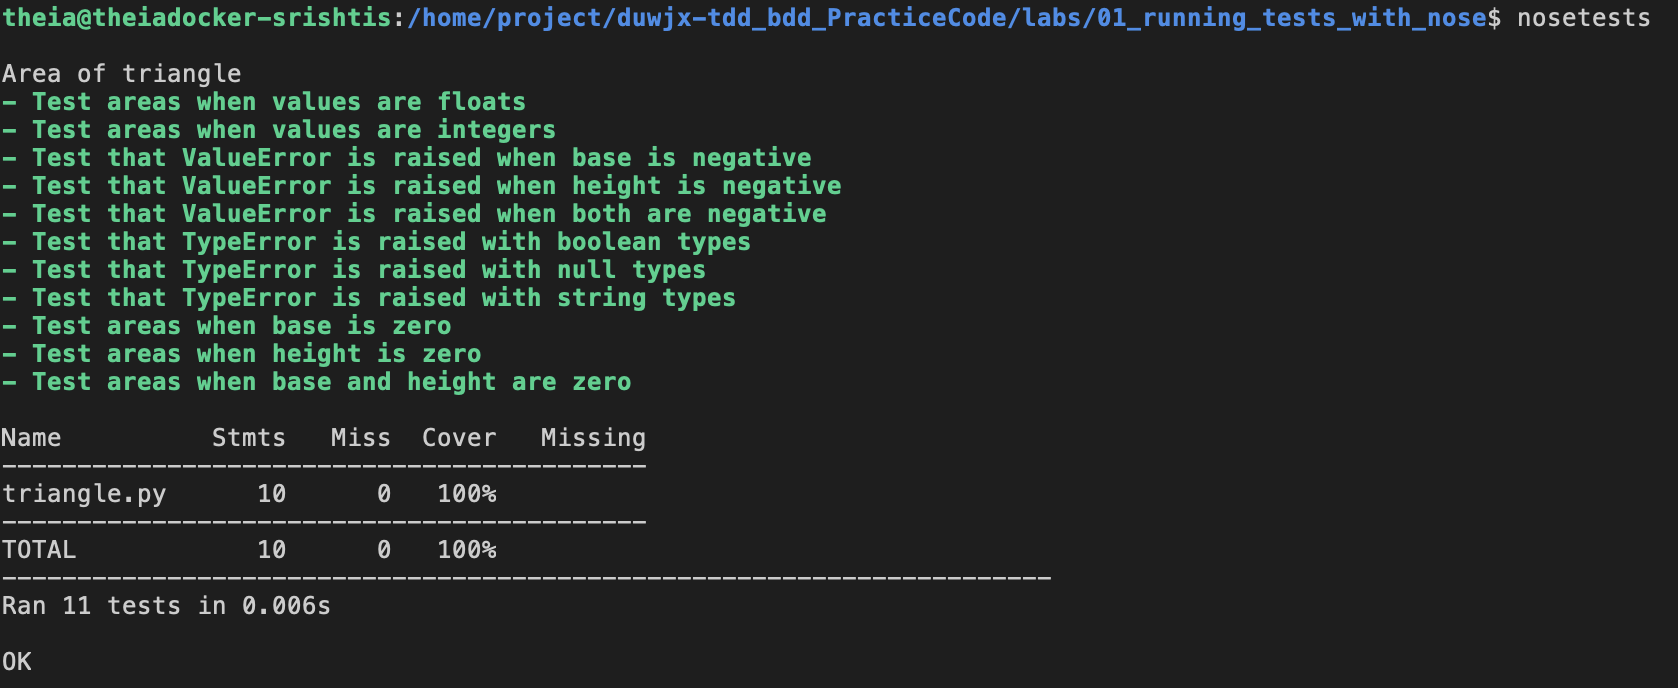 theia@theiadocker-srishtis:/home/project/duwjx-tdd_bdd_PracticeCode/labs/01_running_tests_with_nose$ nosetests
Area of triangle
- Test areas when values are floats
- Test areas when values are integers
- Test that ValueError is raised when base is negative
- Test that ValueError is raised when height is negative
- Test that ValueError is raised when both are negative
- Test that TypeError is raised with boolean types
- Test that TypeError is raised with null types
- Test that TypeError is raised with string types
- Test areas when base is zero
- Test areas when height is zero
- Test areas when base and height are zero
Name          Stmts   Miss  Cover   Missing
-------------------------------------------
triangle.py      10      0   100%
-------------------------------------------
TOTAL            10      0   100%
----------------------------------------------------------------------
Ran 11 tests in 0.006s
OK